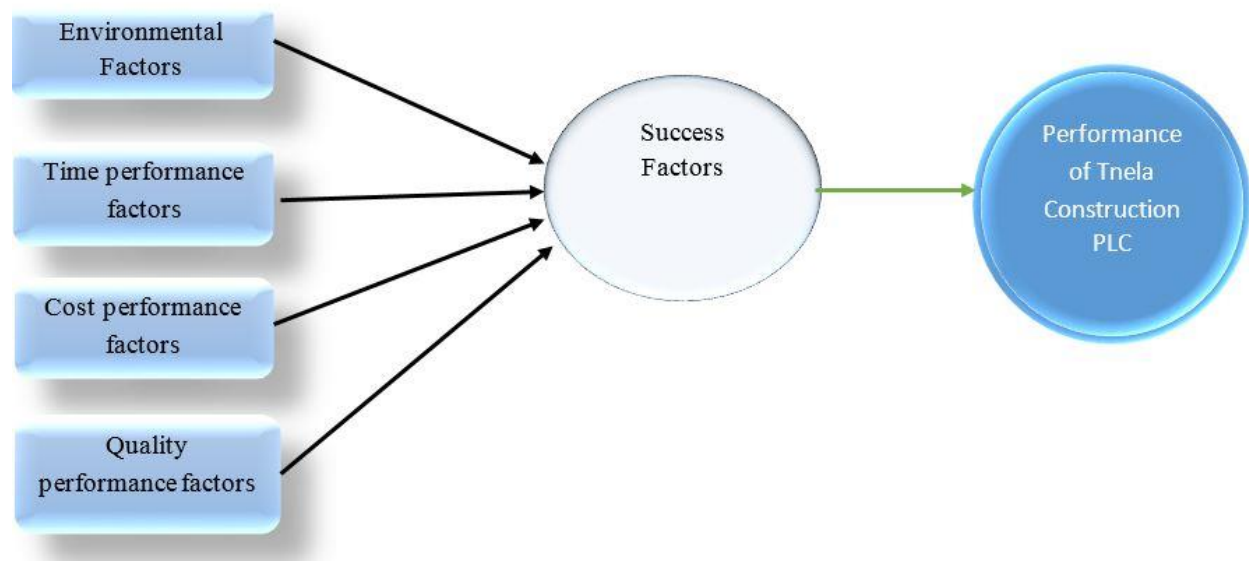 Environmental
Factors
Time performance
factors
Cost performance
factors
Quality
performance factors
Success
Factors
Performance
of Tnela
Construction
PLC